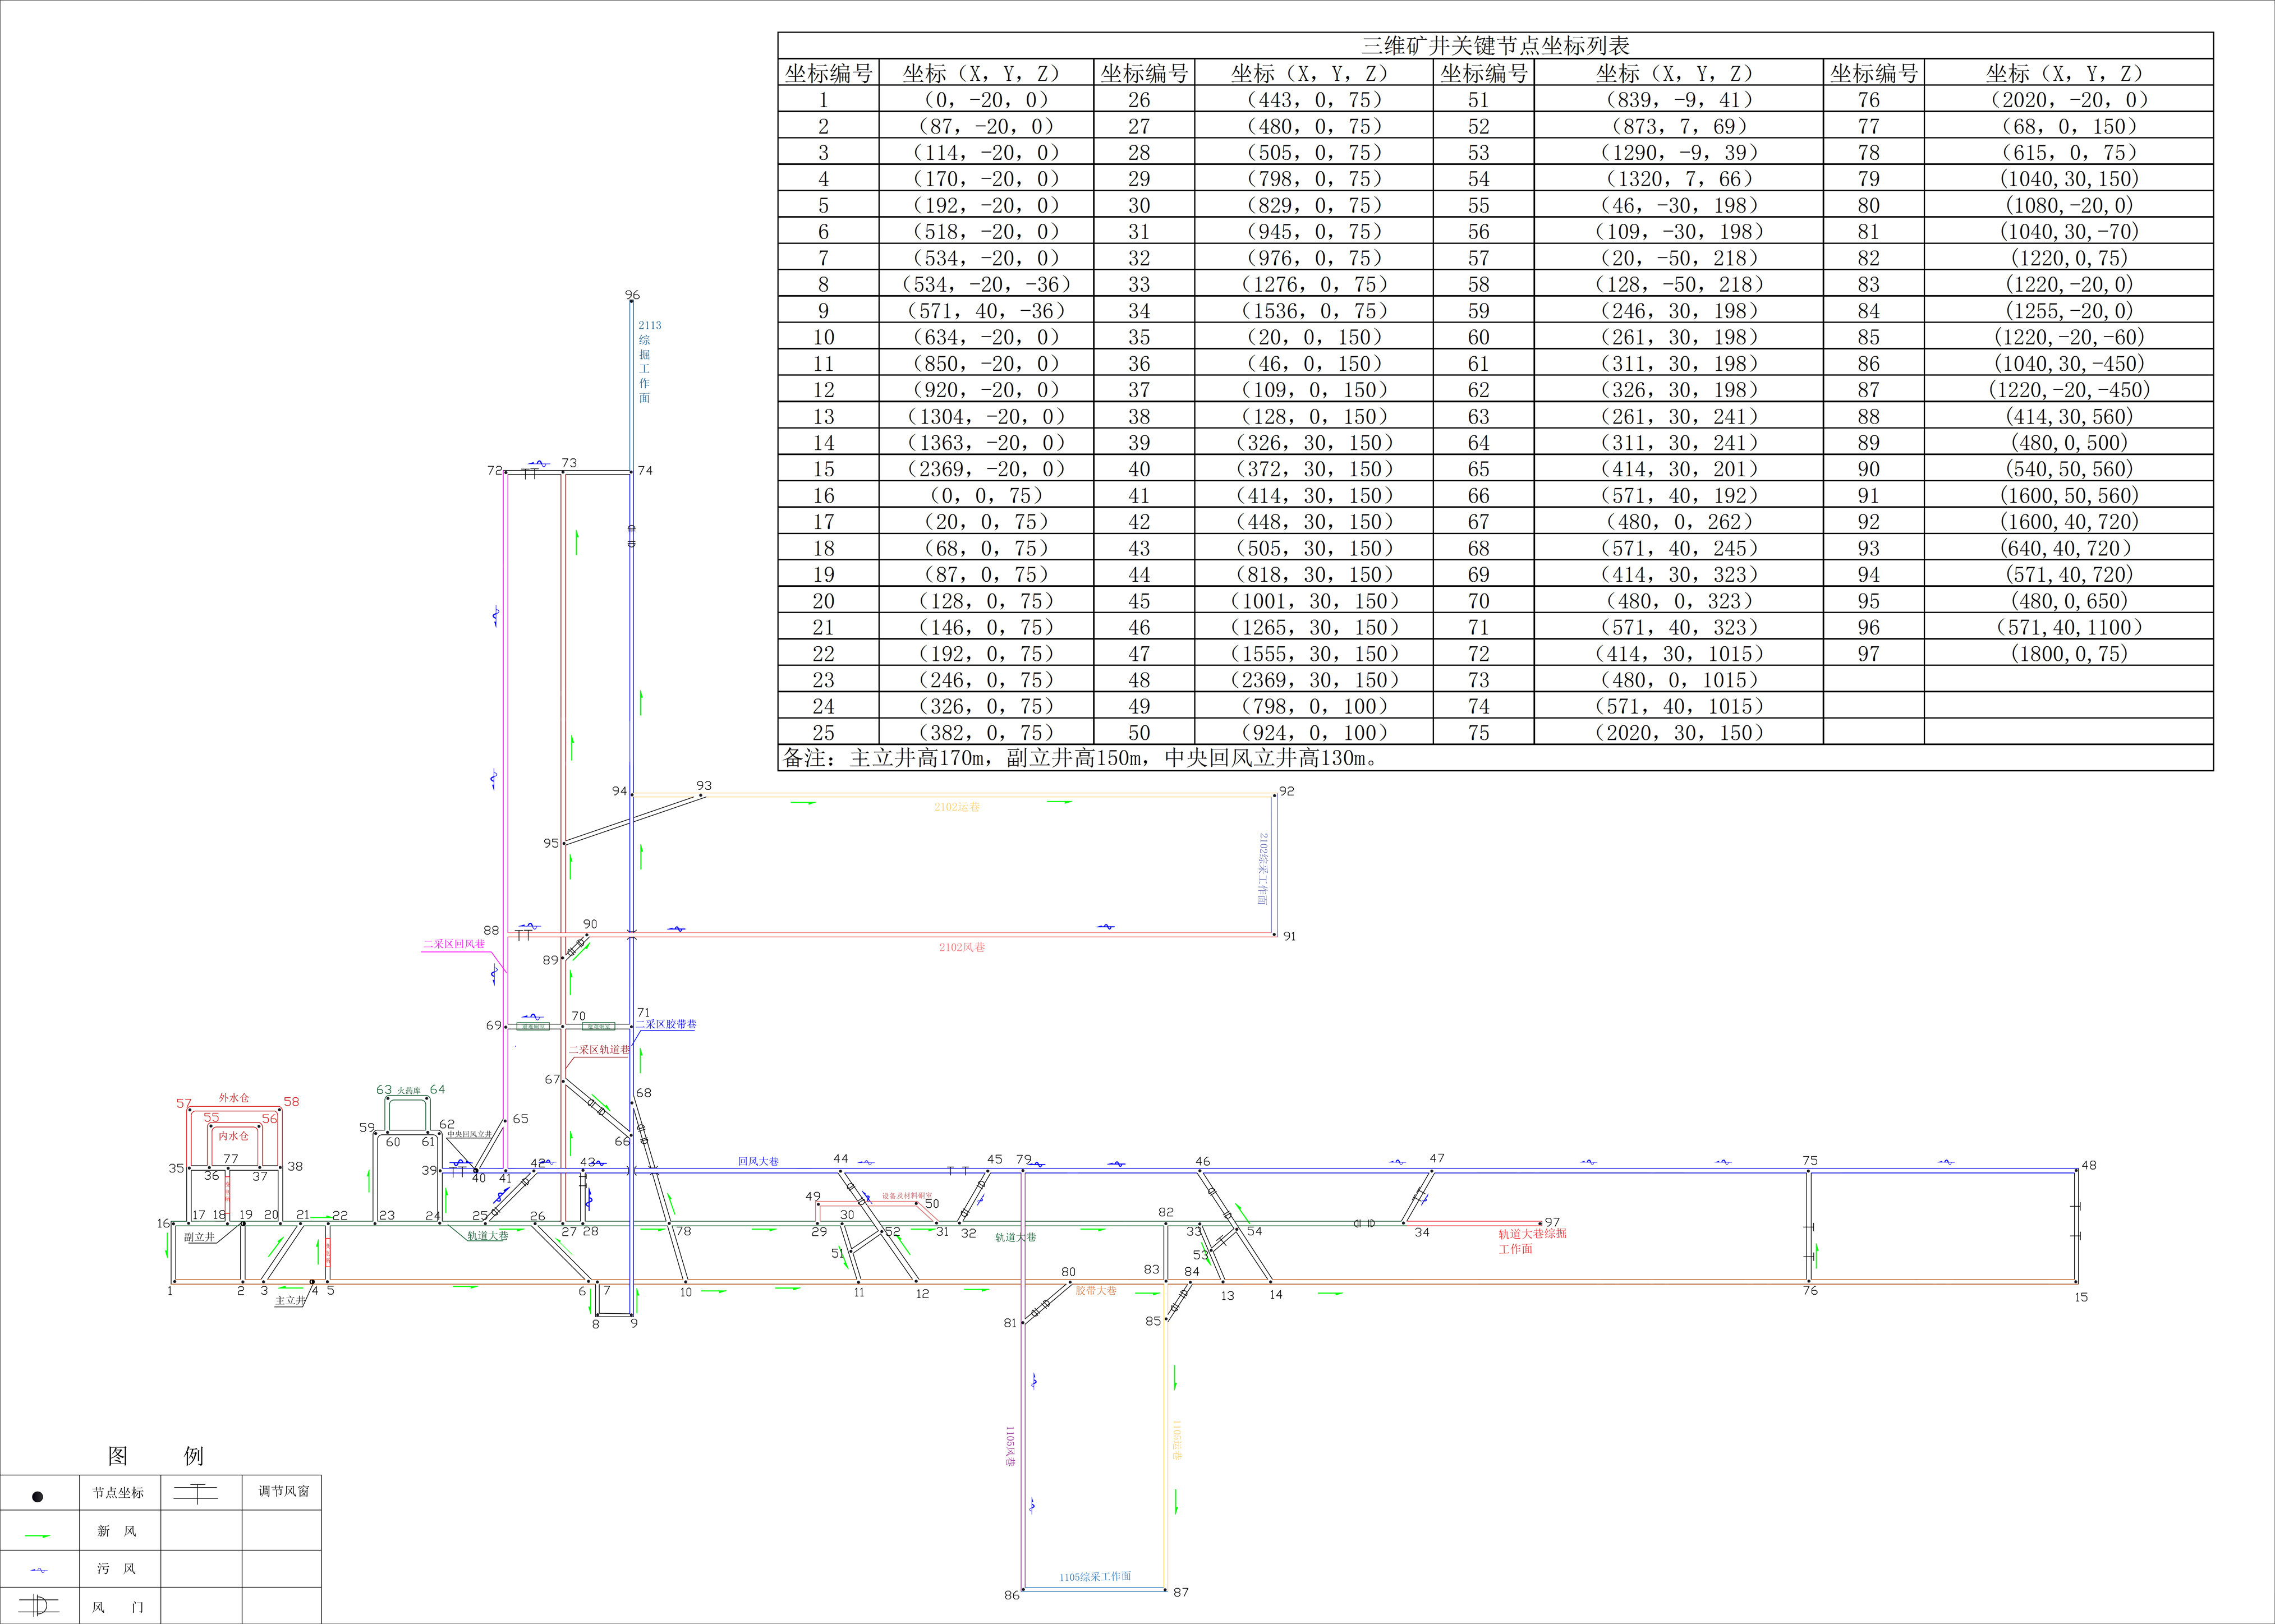 三维矿井关键节点坐标列表
坐标编号 坐标（X, Y, Z） 坐标编号 坐标（X, Y, Z） 坐标编号 坐标（X, Y, Z） 坐标编号 坐标（X, Y, Z）
1 （0, -20, 0） 26 （443, 0, 75） 51 （839, -9, 41） 76 （2020, -20, 0）
2 （87, -20, 0） 27 （480, 0, 75） 52 （873, 7, 69） 77 （68, 0, 150）
3 （114, -20, 0） 28 （505, 0, 75） 53 （1290, -9, 39） 78 （615, 0, 75）
4 （170, -20, 0） 29 （798, 0, 75） 54 （1320, 7, 66） 79 (1040,30,150)
5 （192, -20, 0） 30 （829, 0, 75） 55 （46, -30, 198） 80 (1080,-20,0)
6 （518, -20, 0） 31 （945, 0, 75） 56 （109, -30, 198） 81 (1040,30,-70)
7 （534, -20, 0） 32 （976, 0, 75） 57 （20, -50, 218） 82 (1220,0,75)
8 （534, -20, -36） 33 （1276, 0, 75） 58 （128, -50, 218） 83 (1220,-20,0)
9 （571, 40, -36） 34 （1536, 0, 75） 59 （246, 30, 198） 84 (1255,-20,0)
10 （634, -20, 0） 35 （20, 0, 150） 60 （261, 30, 198） 85 (1220,-20,-60)
11 （850, -20, 0） 36 （46, 0, 150） 61 （311, 30, 198） 86 (1040,30,-450)
12 （920, -20, 0） 37 （109, 0, 150） 62 （326, 30, 198） 87 (1220,-20,-450)
13 （1304, -20, 0） 38 （128, 0, 150） 63 （261, 30, 241） 88 (414,30,560)
14 （1363, -20, 0） 39 （326, 30, 150） 64 （311, 30, 241） 89 (480,0,500)
15 （2369, -20, 0） 40 （372, 30, 150） 65 （414, 30, 201） 90 (540,50,560)
16 （0, 0, 75） 41 （414, 30, 150） 66 （571, 40, 192） 91 (1600,50,560)
17 （20, 0, 75） 42 （448, 30, 150） 67 （480, 0, 262） 92 (1600,40,720)
18 （68, 0, 75） 43 （505, 30, 150） 68 （571, 40, 245） 93 (640,40,720）
19 （87, 0, 75） 44 （818, 30, 150） 69 （414, 30, 323） 94 (571,40,720)
20 （128, 0, 75） 45 （1001, 30, 150） 70 （480, 0, 323） 95 (480,0,650)
21 （146, 0, 75） 46 （1265, 30, 150） 71 （571, 40, 323） 96 （571,40,1100）
22 （192, 0, 75） 47 （1555, 30, 150） 72 （414, 30, 1015） 97 (1800,0,75)
23 （246, 0, 75） 48 （2369, 30, 150） 73 （480, 0, 1015）
24 （326, 0, 75） 49 （798, 0, 100） 74 （571, 40, 1015）
25 （382, 0, 75） 50 （924, 0, 100） 75 （2020, 30, 150）
备注：主立井高170m，副立井高150m，中央回风立井高130m。
96
2113综掘工作面
72 73 74
94 93 92
2102运巷
2102综采工作面
95
88 90 91
二采区回风巷
2102风巷
89
69 70 71
二采区胶带巷
二采区轨道巷
67 68
63 火药库 64
57 外水仓 58
55 56
内水仓
59 60 61 62 65 66
中央回风立井
35 36 77 37 38 39 40 41 42 43
回风大巷
44 45 79 46 47 75 48
49 设备及材料硐室 50
16 17 18 19 20 21 22 23 24 25 26 27 28 78 29 30 52 31 32 82 33 54 34 97
副立井
轨道大巷
轨道大巷
轨道大巷综掘
工作面
51 53
1 2 3 4 5 6 7 10 11 12 80 83 84 13 14 76 15
主立井
胶带大巷
8 9 81 85
1105风巷
1105运巷
1105综采工作面
86 87
图 例
节点坐标 调节风窗
新 风
污 风
风 门